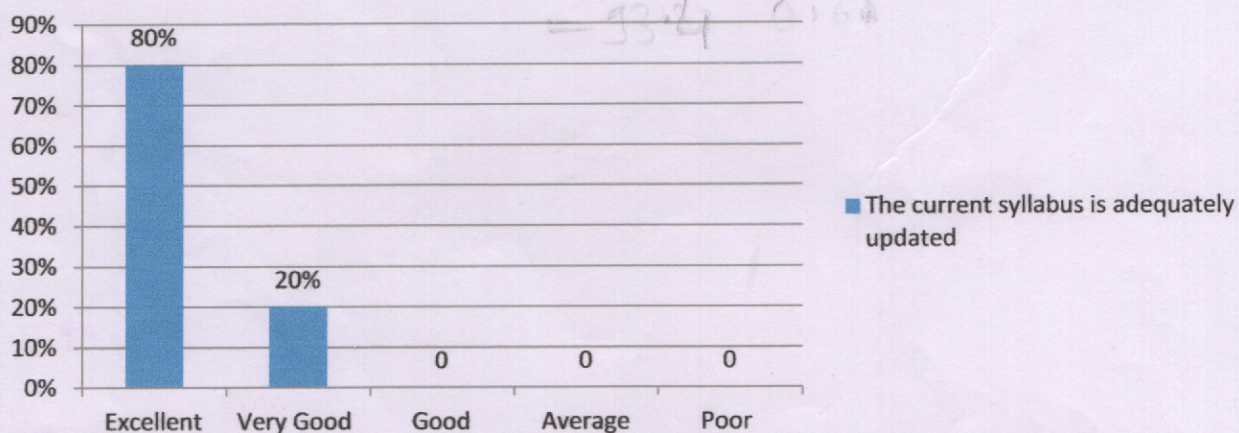 90%
80%
70%
60%
50%
40%
30%
20%
10%
0%
80%
20%
0
0
0
Excellent
Very Good
Good
Average
Poor
The current syllabus is adequately
updated